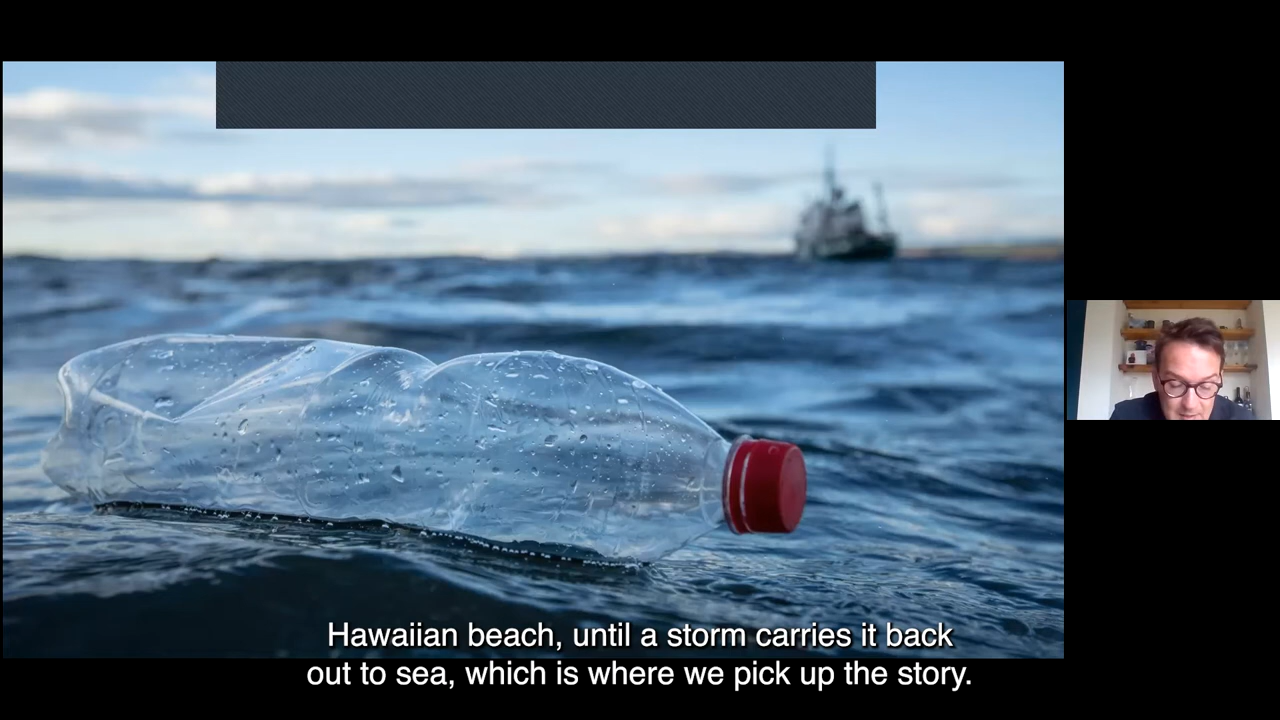 Hawaiian beach, until a storm carries it back
out to sea, which is where we pick up the story.